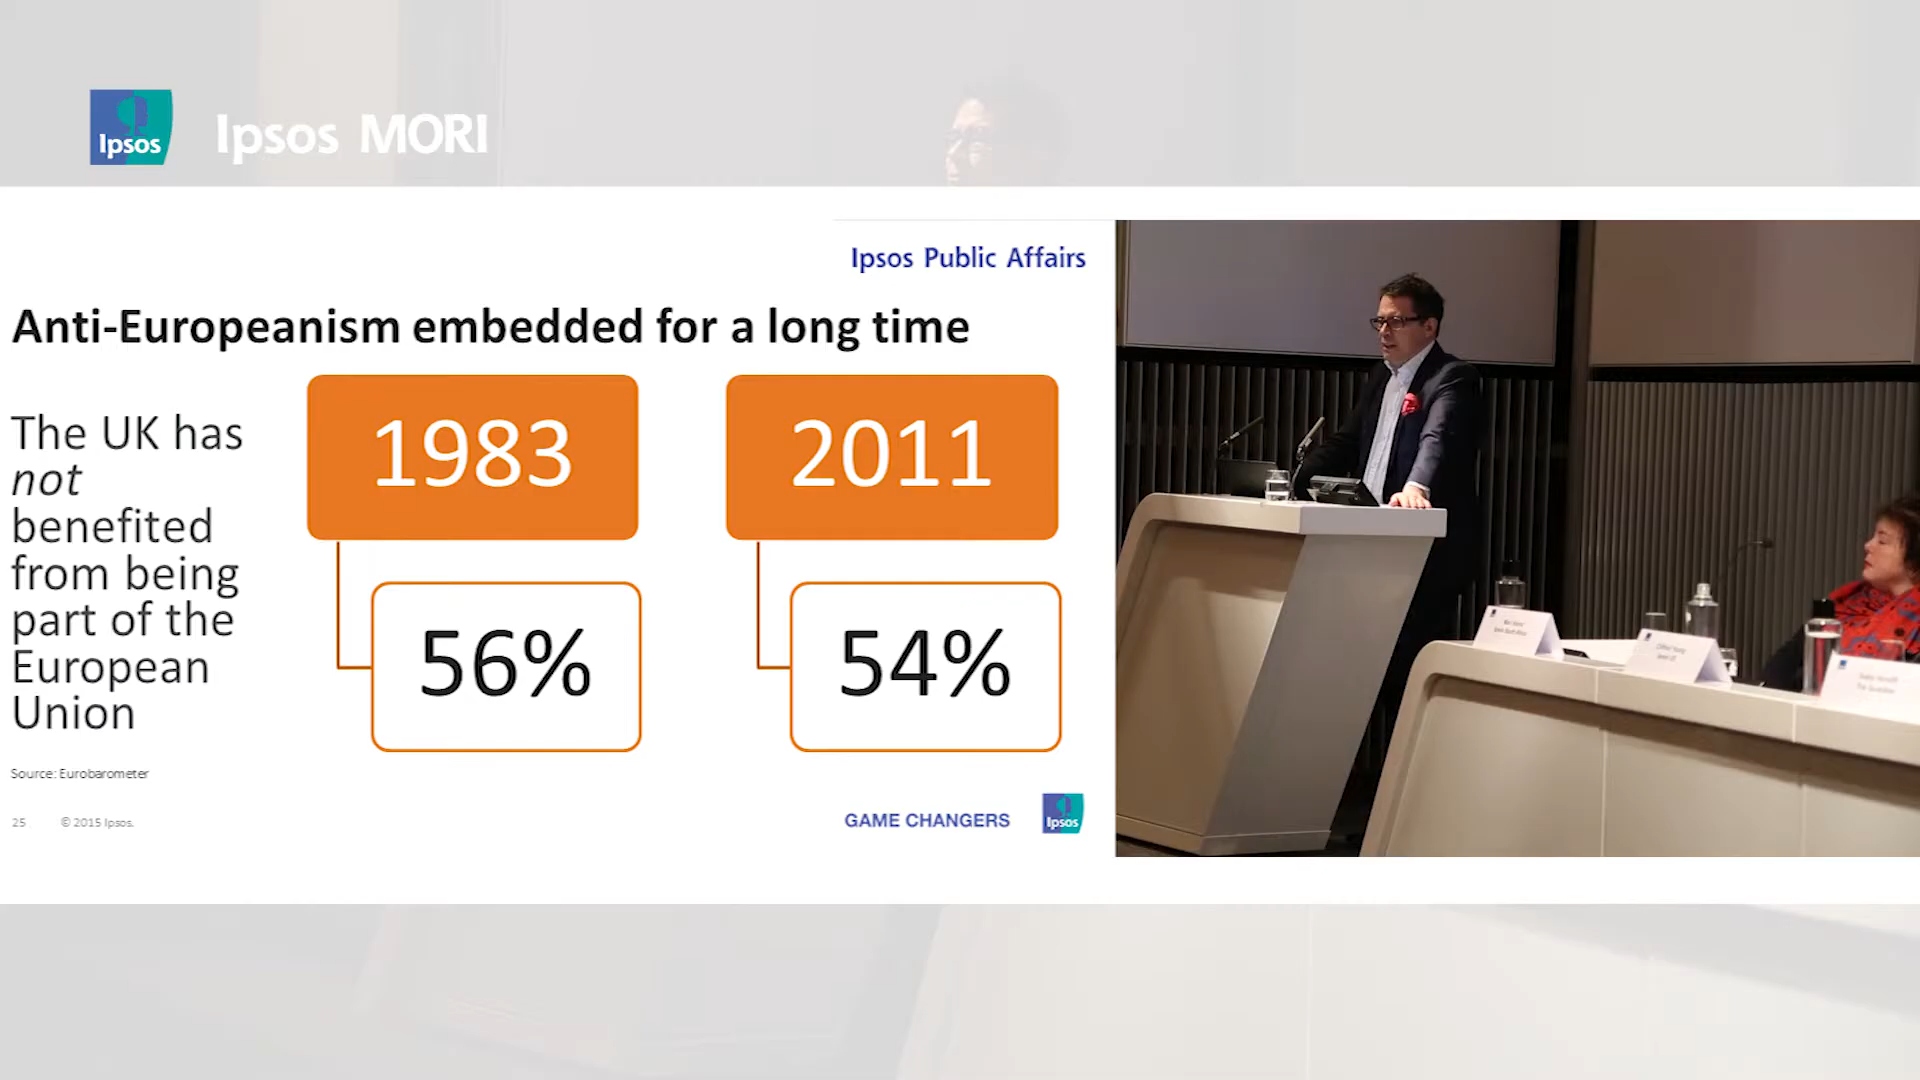 Ipsos
Ipsos MORI
Ipsos Public Affairs
Anti-Europeanism embedded for a long time
The UK has
not
benefited
from being
part of the
European
Union
1983
2011
56%
54%
Source: Eurobarometer
25 © 2015 Ipsos.
GAME CHANGERS
Ipsos